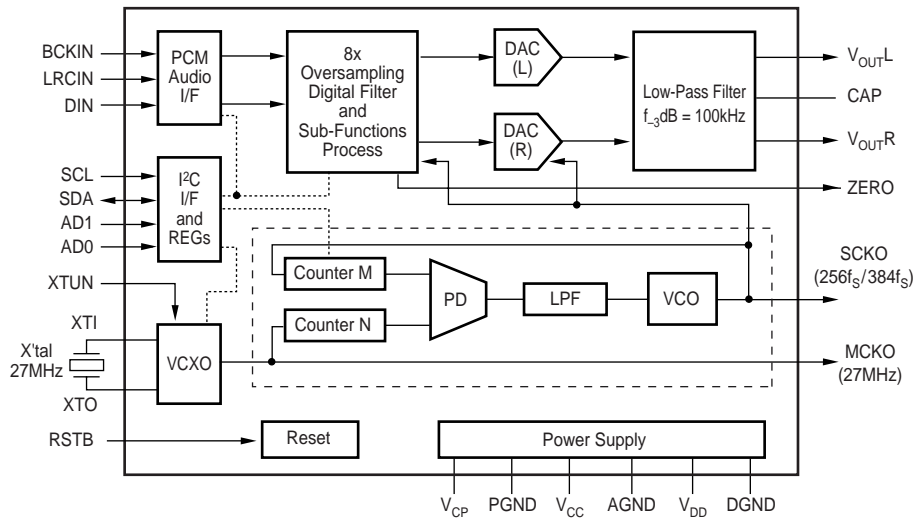 BCKIN
LRCIN
DIN
PCM
Audio
I/F
8x
Oversampling
Digital Filter
and
Sub-Functions
Process
DAC
(L)
DAC
(R)
Low-Pass Filter
f–3dB = 100kHz
VOUTL
CAP
VOUTR
ZERO
SCL
SDA
AD1
AD0
I²C
I/F
and
REGs
XTUN
XTI
X'tal
27MHz
XTO
VCXO
Counter M
Counter N
PD
LPF
VCO
SCKO
(256fS/384fS)
MCKO
(27MHz)
RSTB
Reset
Power Supply
VCP PGND VCC AGND VDD DGND